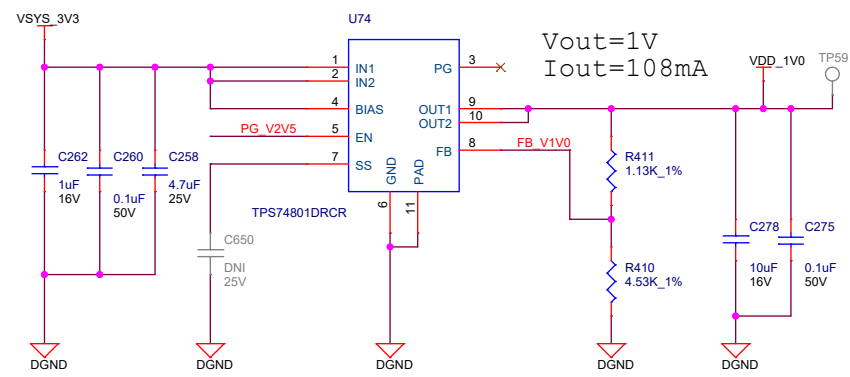 VSYS_3V3
U74
Vout=1V
Iout=108mA
VDD_1V0
TP59
1
IN1
2
IN2
4
BIAS
5
EN
7
SS
PG
3
OUT1
9
OUT2
10
FB
8
GND
6
PAD
11
PG_V2V5
FB_V1V0
TPS74801DRCR
C262
1uF
16V
C260
0.1uF
50V
C258
4.7uF
25V
C650
DNI
25V
R411
1.13K_1%
R410
4.53K_1%
C278
10uF
16V
C275
0.1uF
50V
DGND
DGND
DGND
DGND
DGND